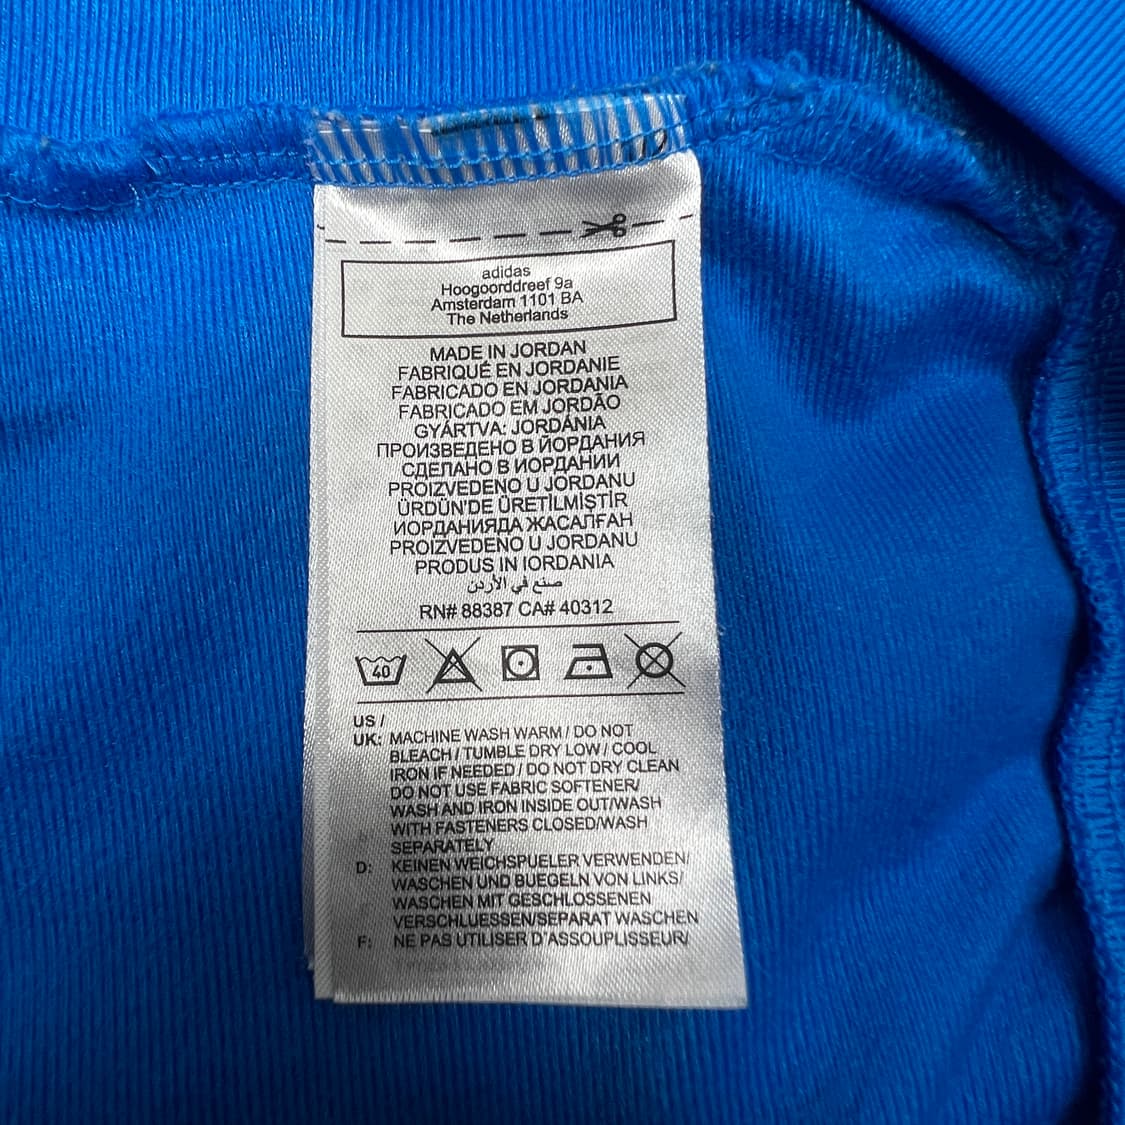 adidas
Hoogoorddreef 9a
Amsterdam 1101 BA
The Netherlands
MADE IN JORDAN
FABRIQUÉ EN JORDANIE
FABRICADO EN JORDANIA
FABRICADO EM JORDÃO
GYÁRTVA: JORDÁNIA
ПРОИЗВЕДЕНО В ЙОРДАНИЯ
СДЕЛАНО В ИОРДАНИИ
PROIZVEDENO U JORDANU
ÜRDÜN'DE ÜRETİLMİŞTİR
ИОРДАНИЯДА ЖАСАЛҒАН
PROIZVEDENO U JORDANU
PRODUS IN IORDANIA
صنع في الأردن
RN# 88387 CA# 40312
40
US /
UK: MACHINE WASH WARM / DO NOT
BLEACH / TUMBLE DRY LOW / COOL
IRON IF NEEDED / DO NOT DRY CLEAN
DO NOT USE FABRIC SOFTENER/
WASH AND IRON INSIDE OUT/WASH
WITH FASTENERS CLOSED/WASH
SEPARATELY
D: KEINEN WEICHSPUELER VERWENDEN/
WASCHEN UND BUEGELN VON LINKS/
WASCHEN MIT GESCHLOSSENEN
VERSCHLUESSEN/SEPARAT WASCHEN
F: NE PAS UTILISER D'ASSOUPLISSEUR/